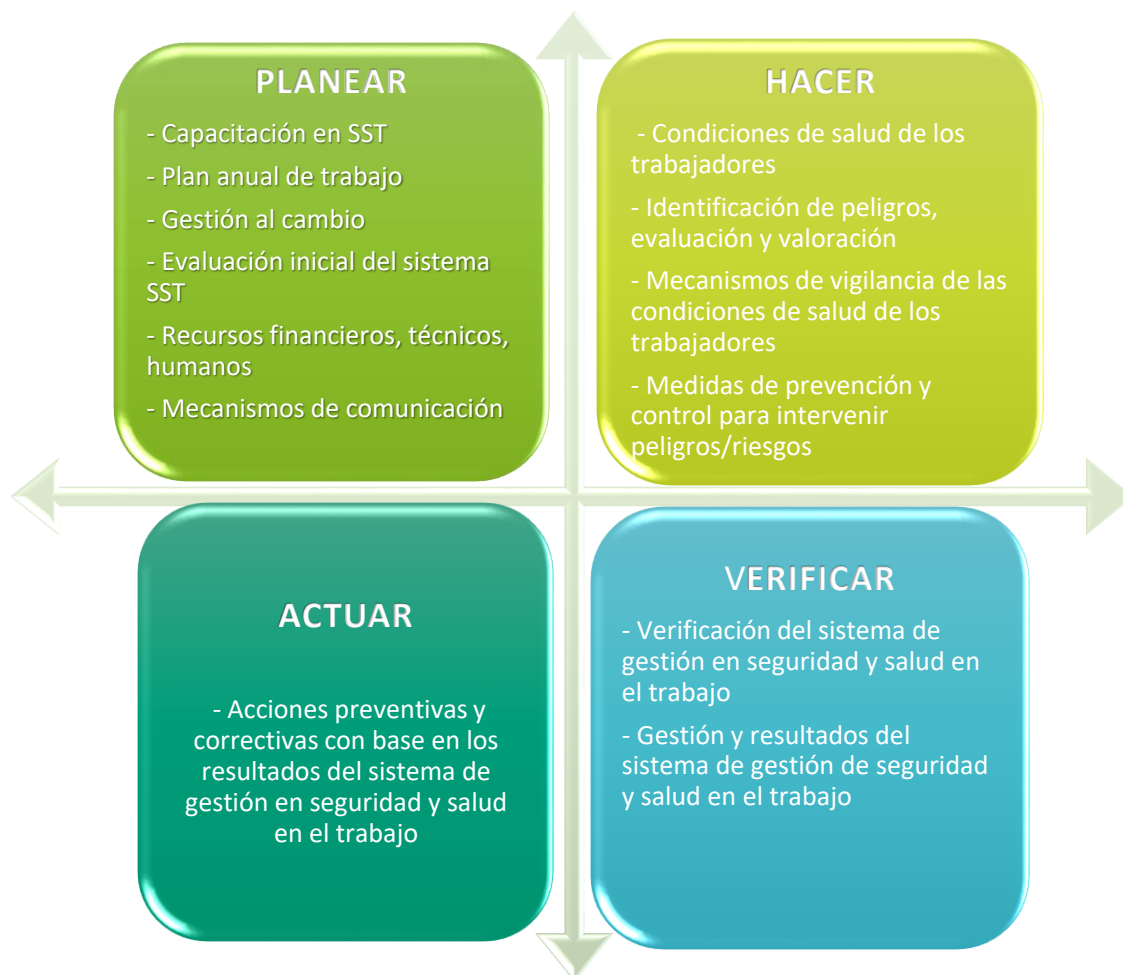 PLANEAR
- Capacitación en SST
- Plan anual de trabajo
- Gestión al cambio
- Evaluación inicial del sistema
SST
- Recursos financieros, técnicos,
humanos
- Mecanismos de comunicación
HACER
- Condiciones de salud de los
trabajadores
- Identificación de peligros,
evaluación y valoración
- Mecanismos de vigilancia de las
condiciones de salud de los
trabajadores
- Medidas de prevención y
control para intervenir
peligros/riesgos
ACTUAR
- Acciones preventivas y
correctivas con base en los
resultados del sistema de
gestión en seguridad y salud
en el trabajo
VERIFICAR
- Verificación del sistema de
gestión en seguridad y salud en
el trabajo
- Gestión y resultados del
sistema de gestión de seguridad
y salud en el trabajo